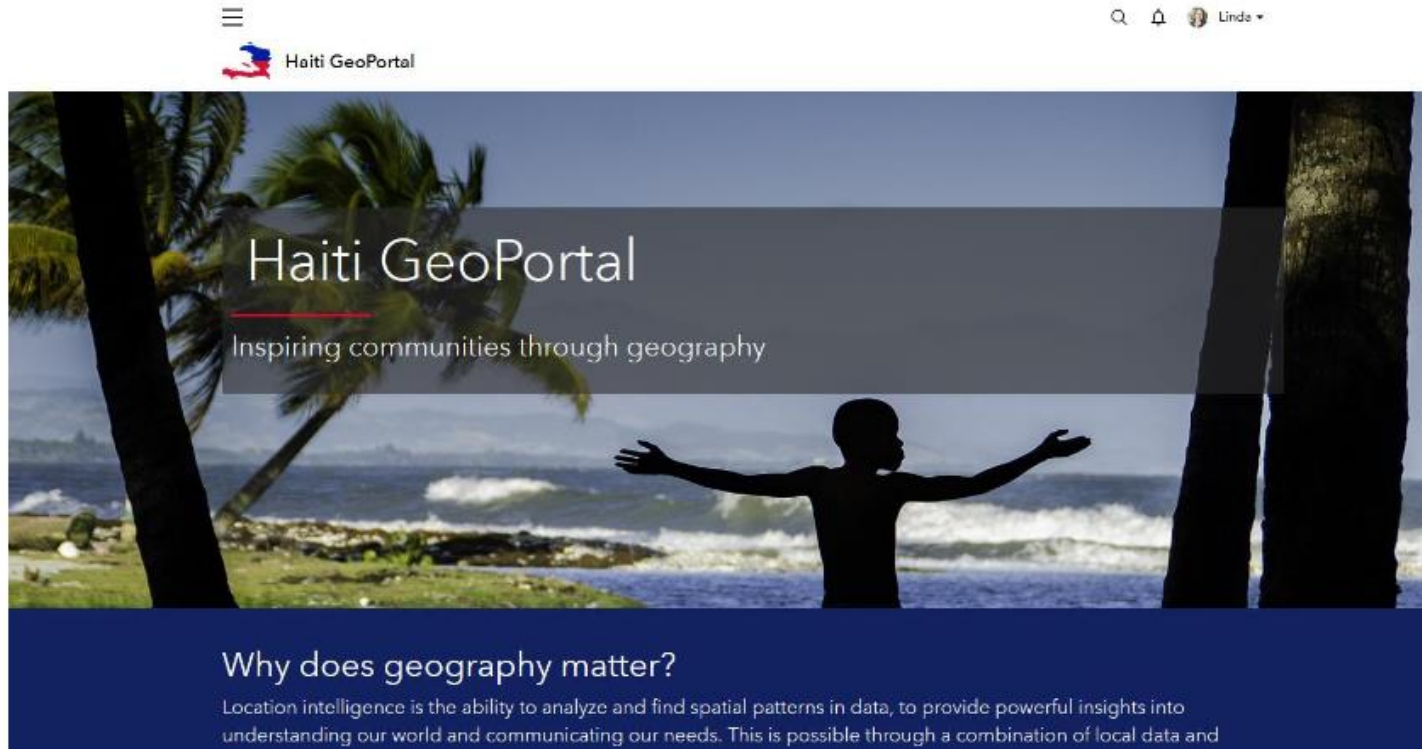 Linda
Haiti GeoPortal
Haiti GeoPortal
Inspiring communities through geography
Why does geography matter?
Location intelligence is the ability to analyze and find spatial patterns in data, to provide powerful insights into
understanding our world and communicating our needs. This is possible through a combination of local data and